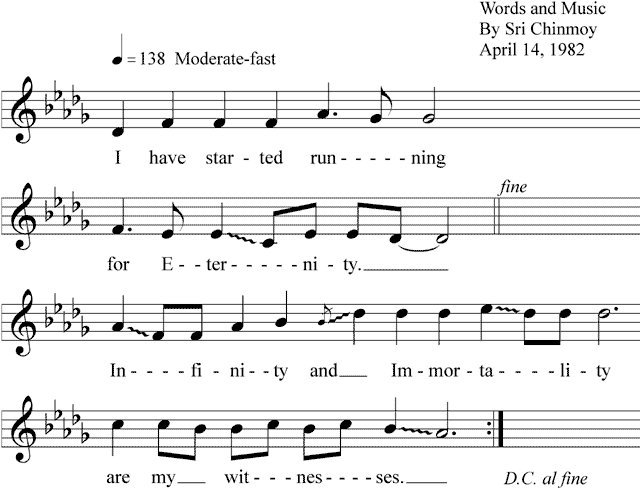 Words and Music
By Sri Chinmoy
April 14, 1982
= 138 Moderate-fast
I have star - ted run - - - - - ning
fine
for E - - ter - - - - - - ni - ty.
In - - - - fi - ni - - ty and Im - mor - ta - - - - li - ty
are my wit - - - nes - - - ses.
D.C. al fine